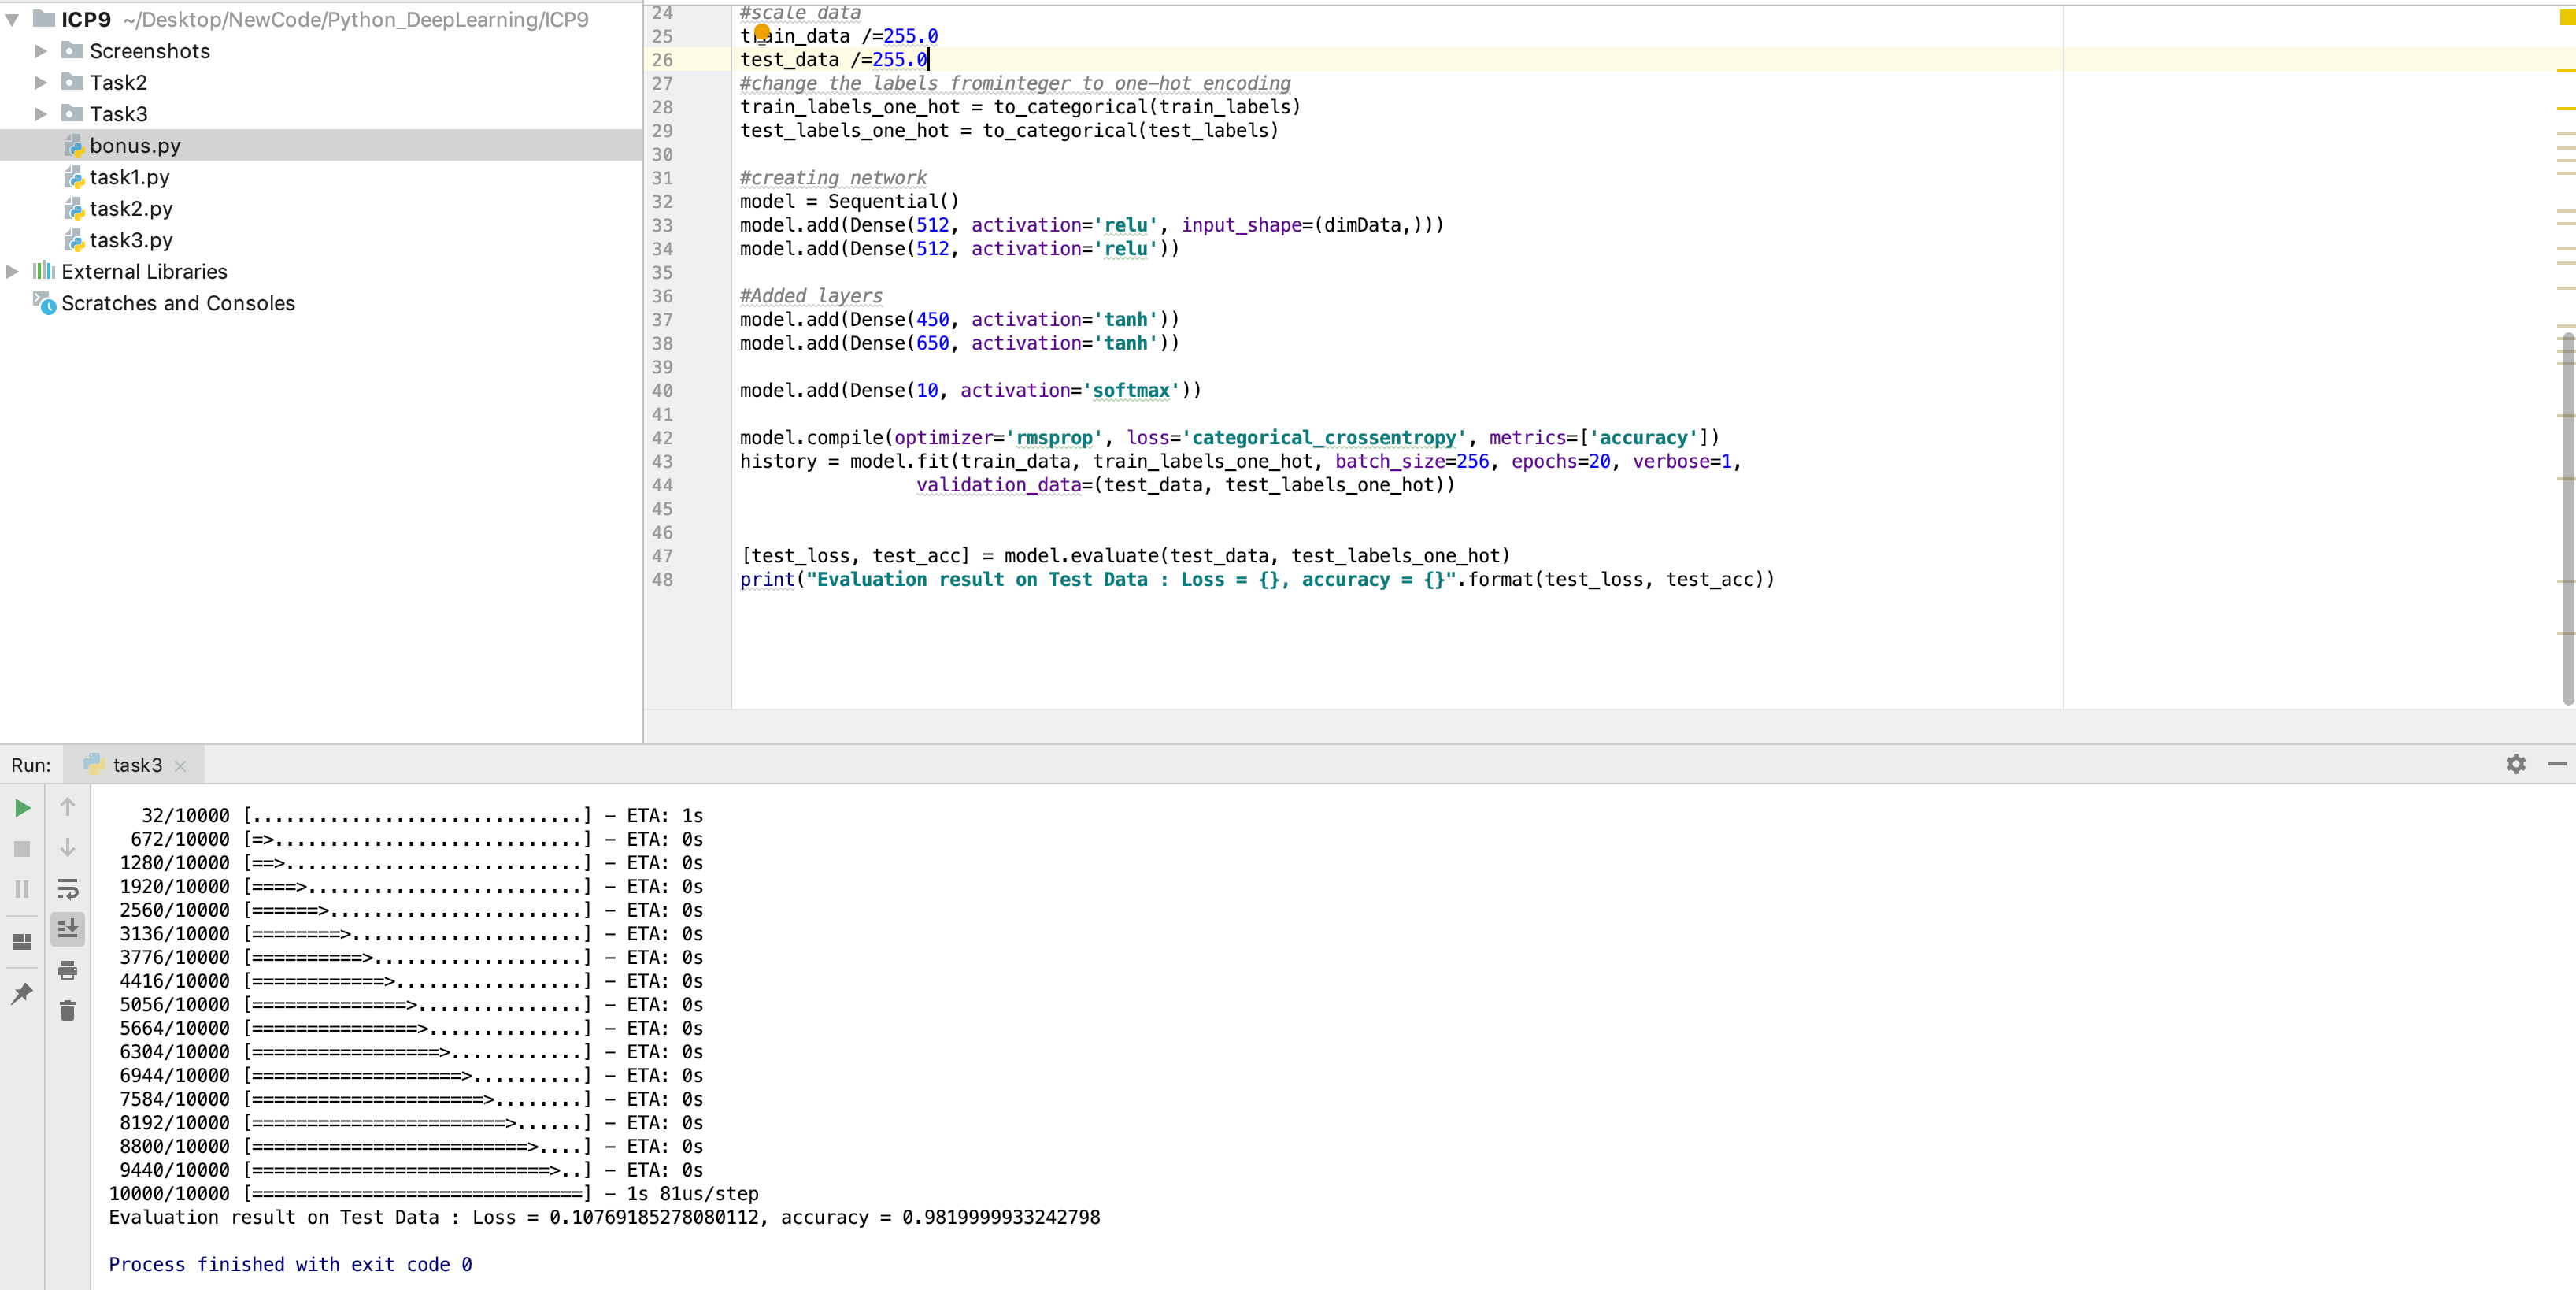 ICP9 ~/Desktop/NewCode/Python_DeepLearning/ICP9
Screenshots
Task2
Task3
bonus.py
task1.py
task2.py
task3.py
External Libraries
Scratches and Consoles
24 #scale data
25 train_data /=255.0
26 test_data /=255.0
27 #change the labels frominteger to one-hot encoding
28 train_labels_one_hot = to_categorical(train_labels)
29 test_labels_one_hot = to_categorical(test_labels)
30
31 #creating network
32 model = Sequential()
33 model.add(Dense(512, activation='relu', input_shape=(dimData,)))
34 model.add(Dense(512, activation='relu'))
35
36 #Added layers
37 model.add(Dense(450, activation='tanh'))
38 model.add(Dense(650, activation='tanh'))
39
40 model.add(Dense(10, activation='softmax'))
41
42 model.compile(optimizer='rmsprop', loss='categorical_crossentropy', metrics=['accuracy'])
43 history = model.fit(train_data, train_labels_one_hot, batch_size=256, epochs=20, verbose=1,
44 validation_data=(test_data, test_labels_one_hot))
45
46
47 [test_loss, test_acc] = model.evaluate(test_data, test_labels_one_hot)
48 print("Evaluation result on Test Data : Loss = {}, accuracy = {}".format(test_loss, test_acc))
Run: task3
32/10000 [..............................] - ETA: 1s
672/10000 [=>............................] - ETA: 0s
1280/10000 [==>...........................] - ETA: 0s
1920/10000 [====>.........................] - ETA: 0s
2560/10000 [======>.......................] - ETA: 0s
3136/10000 [========>.....................] - ETA: 0s
3776/10000 [==========>...................] - ETA: 0s
4416/10000 [============>.................] - ETA: 0s
5056/10000 [==============>...............] - ETA: 0s
5664/10000 [===============>..............] - ETA: 0s
6304/10000 [=================>............] - ETA: 0s
6944/10000 [===================>..........] - ETA: 0s
7584/10000 [=====================>........] - ETA: 0s
8192/10000 [=======================>......] - ETA: 0s
8800/10000 [=========================>....] - ETA: 0s
9440/10000 [===========================>..] - ETA: 0s
10000/10000 [==============================] - 1s 81us/step
Evaluation result on Test Data : Loss = 0.10769185278080112, accuracy = 0.9819999933242798
Process finished with exit code 0